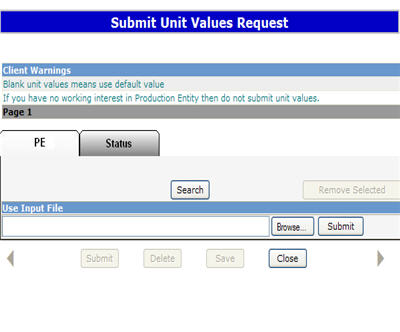 Submit Unit Values Request
Client Warnings
Blank unit values means use default value
If you have no working interest in Production Entity then do not submit unit values.
Page 1
PE Status
Search Remove Selected
Use Input File
Browse... Submit
Submit Delete Save Close